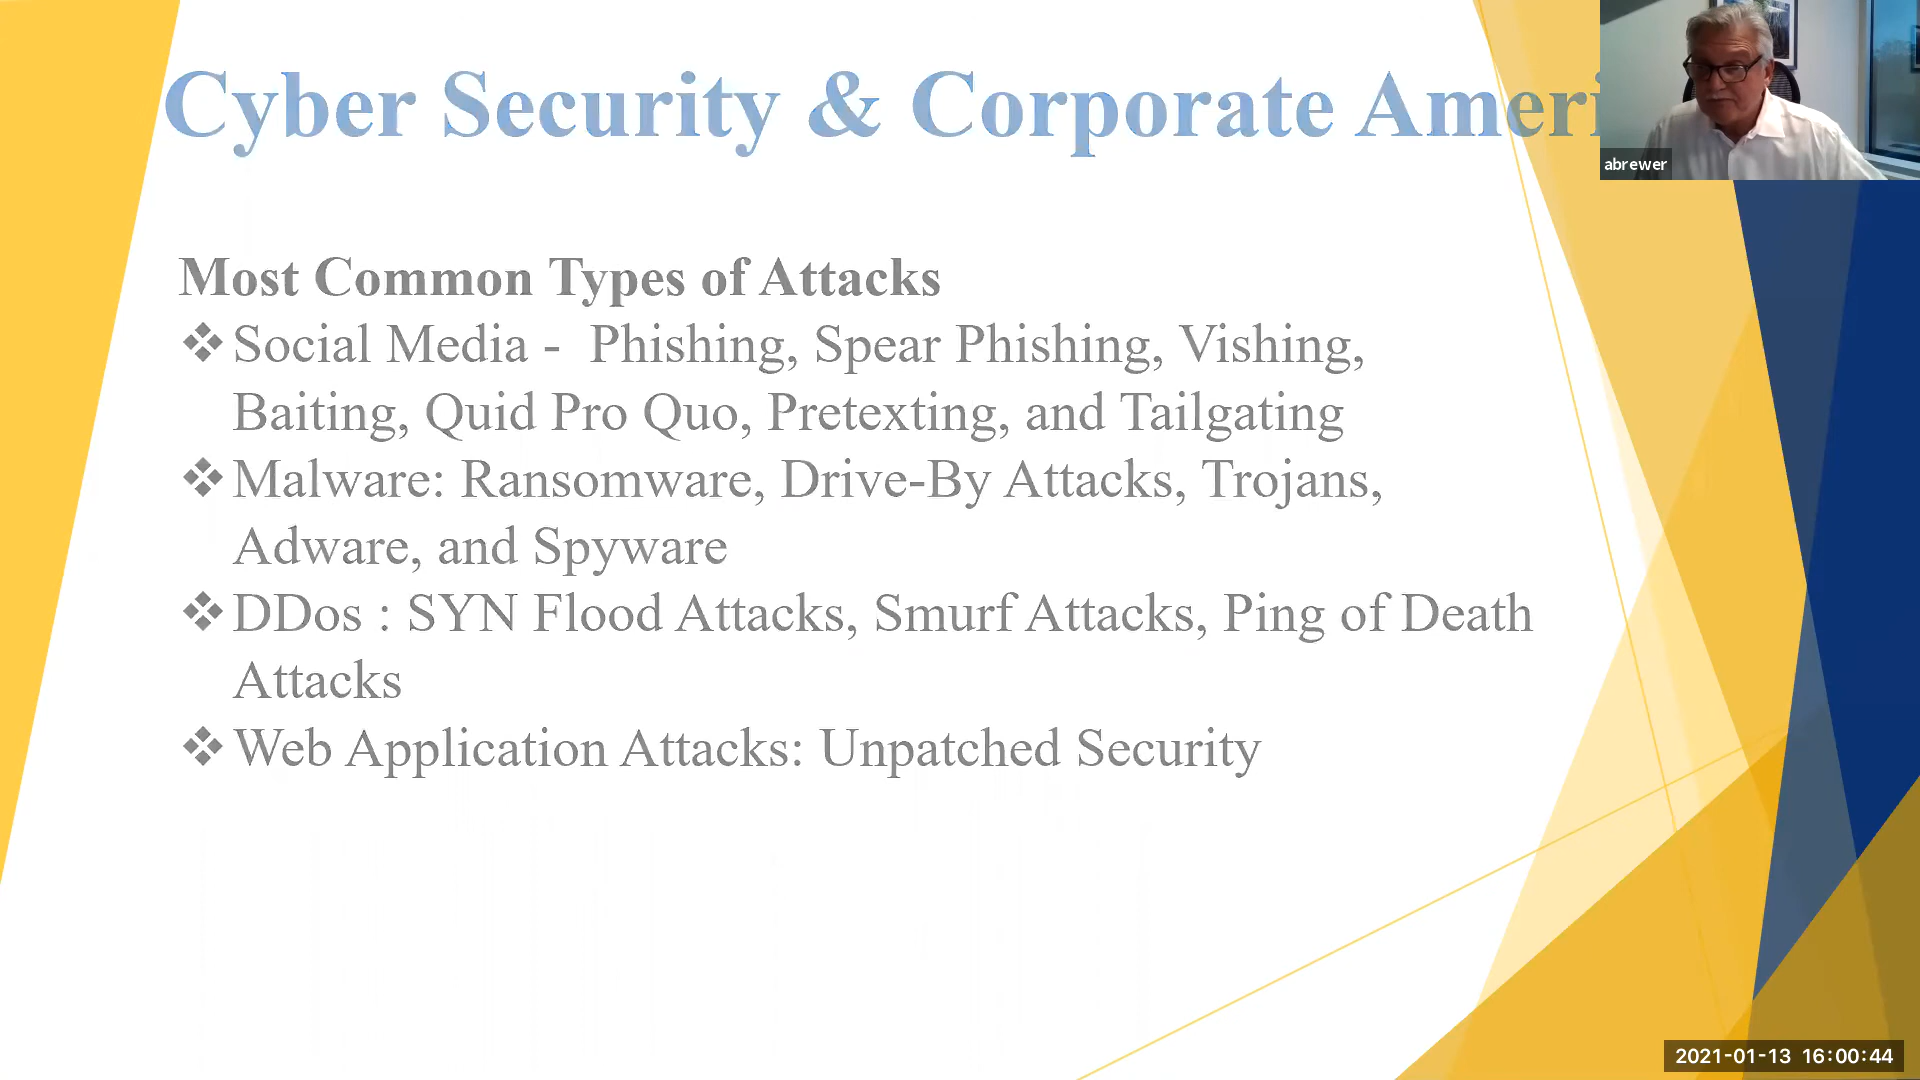 Cyber Security & Corporate Ameri
abrewer
Most Common Types of Attacks
❖Social Media -  Phishing, Spear Phishing, Vishing,
Baiting, Quid Pro Quo, Pretexting, and Tailgating
❖Malware: Ransomware, Drive-By Attacks, Trojans,
Adware, and Spyware
❖DDos : SYN Flood Attacks, Smurf Attacks, Ping of Death
Attacks
❖Web Application Attacks: Unpatched Security
2021-01-13 16:00:44